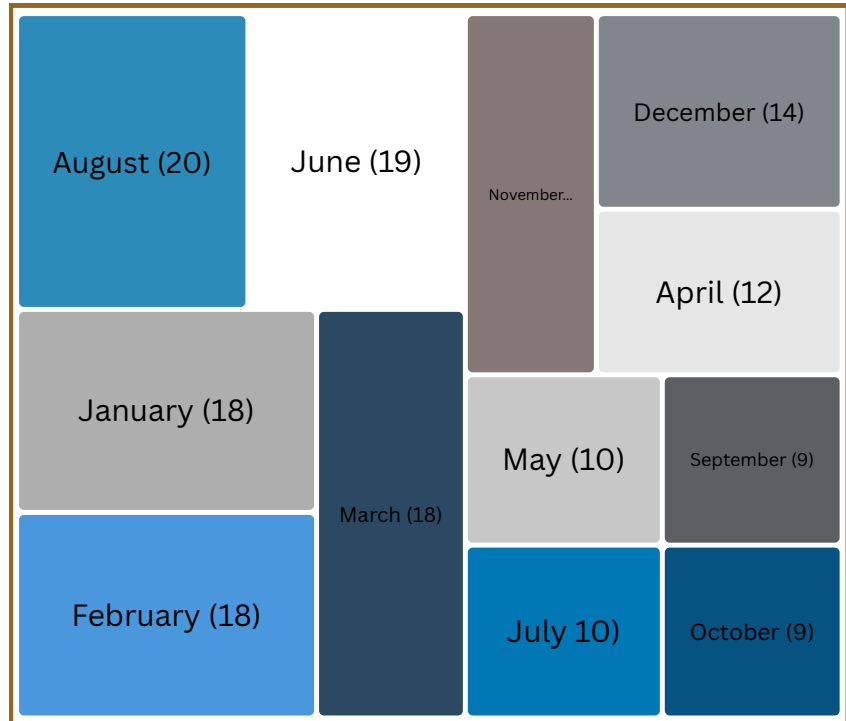 August (20)
June (19)
November...
December (14)
April (12)
January (18)
March (18)
February (18)
May (10)
September (9)
July 10)
October (9)